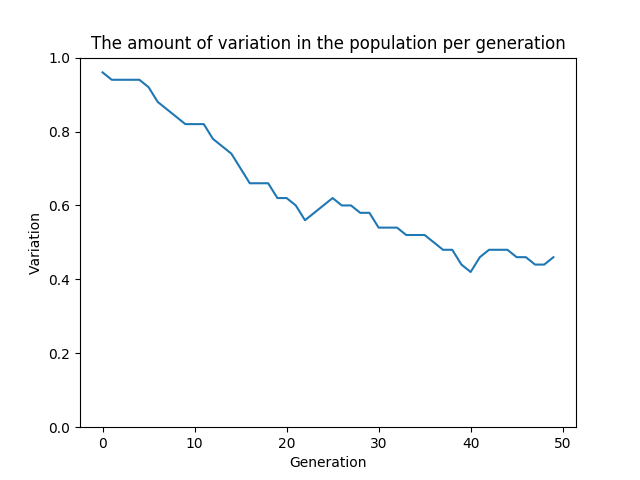 The amount of variation in the population per generation
1.0
0.8
0.6
0.4
0.2
0.0
Variation
0 10 20 30 40 50
Generation